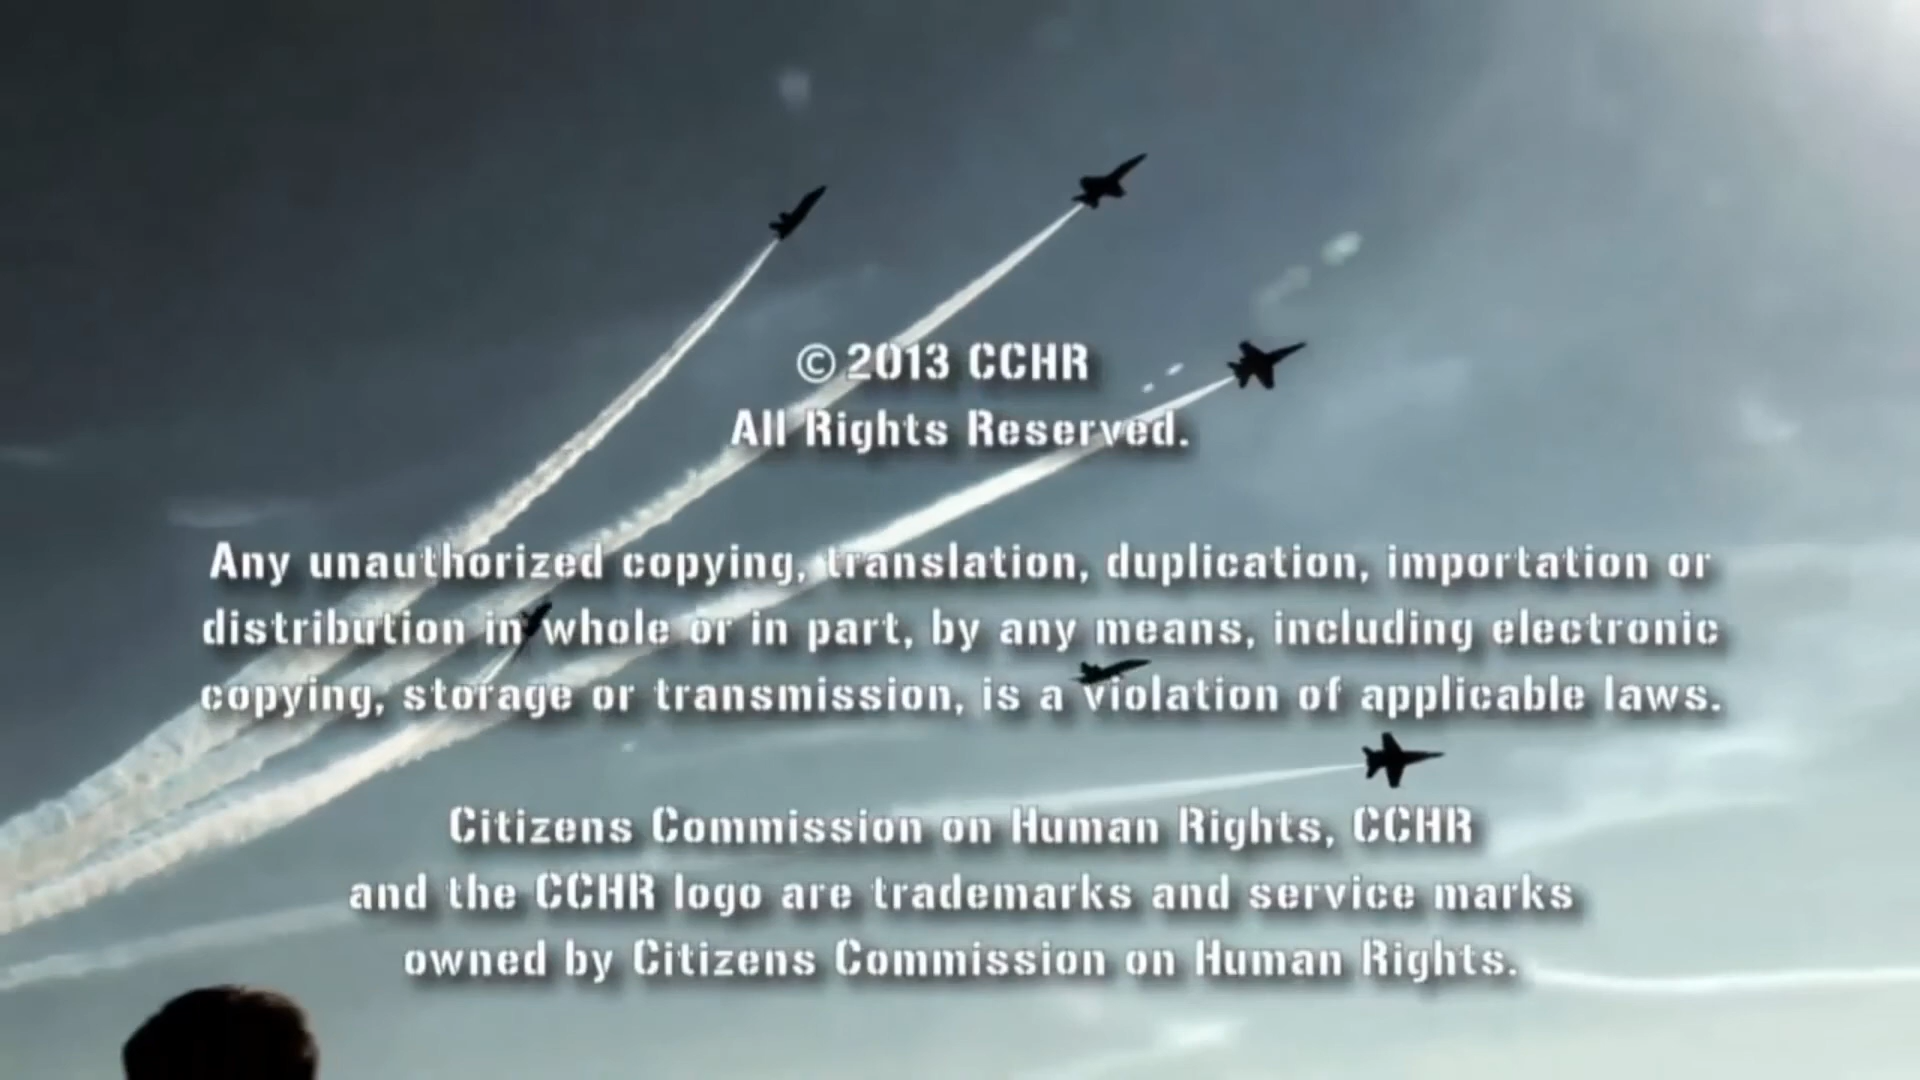 © 2013 CCHR
All Rights Reserved.
Any unauthorized copying, translation, duplication, importation or
distribution in whole or in part, by any means, including electronic
copying, storage or transmission, is a violation of applicable laws.
Citizens Commission on Human Rights, CCHR
and the CCHR logo are trademarks and service marks
owned by Citizens Commission on Human Rights.